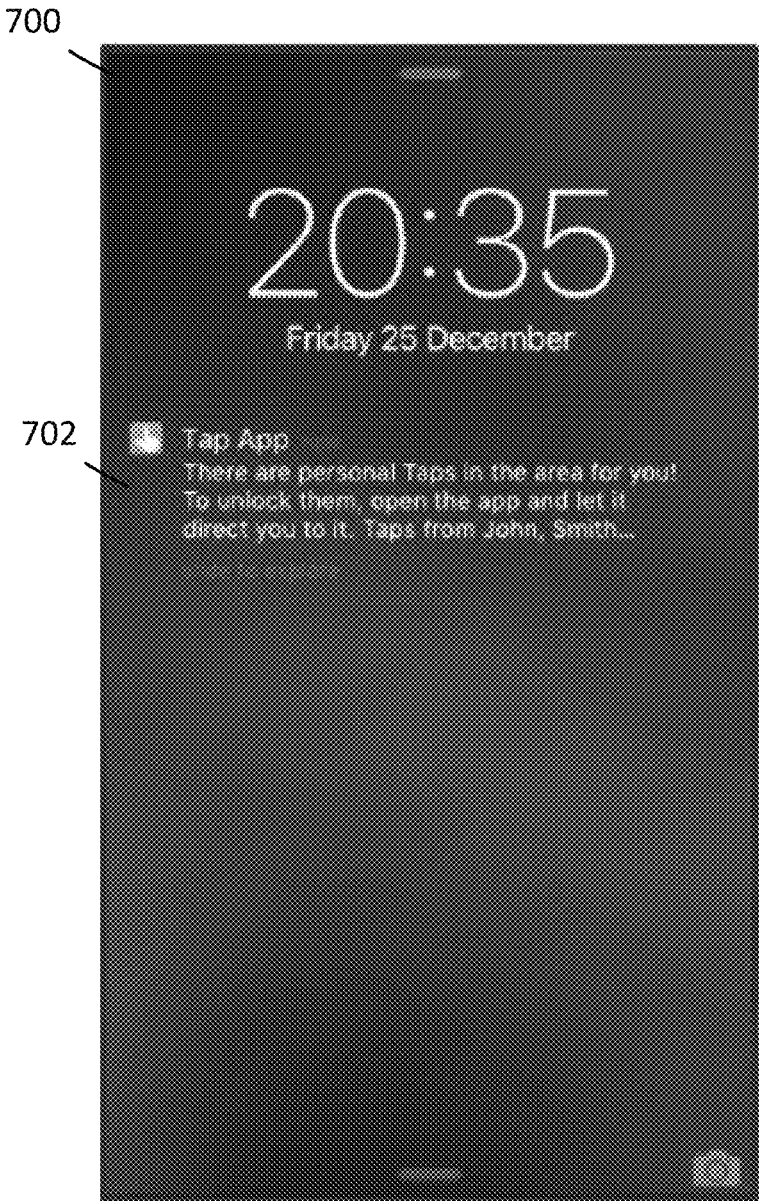 700
20:35
Friday 25 December
702
Tap App
There are personal Taps in the area for you!
To unlock them, open the app and let it
direct you to it. Taps from John, Smith...